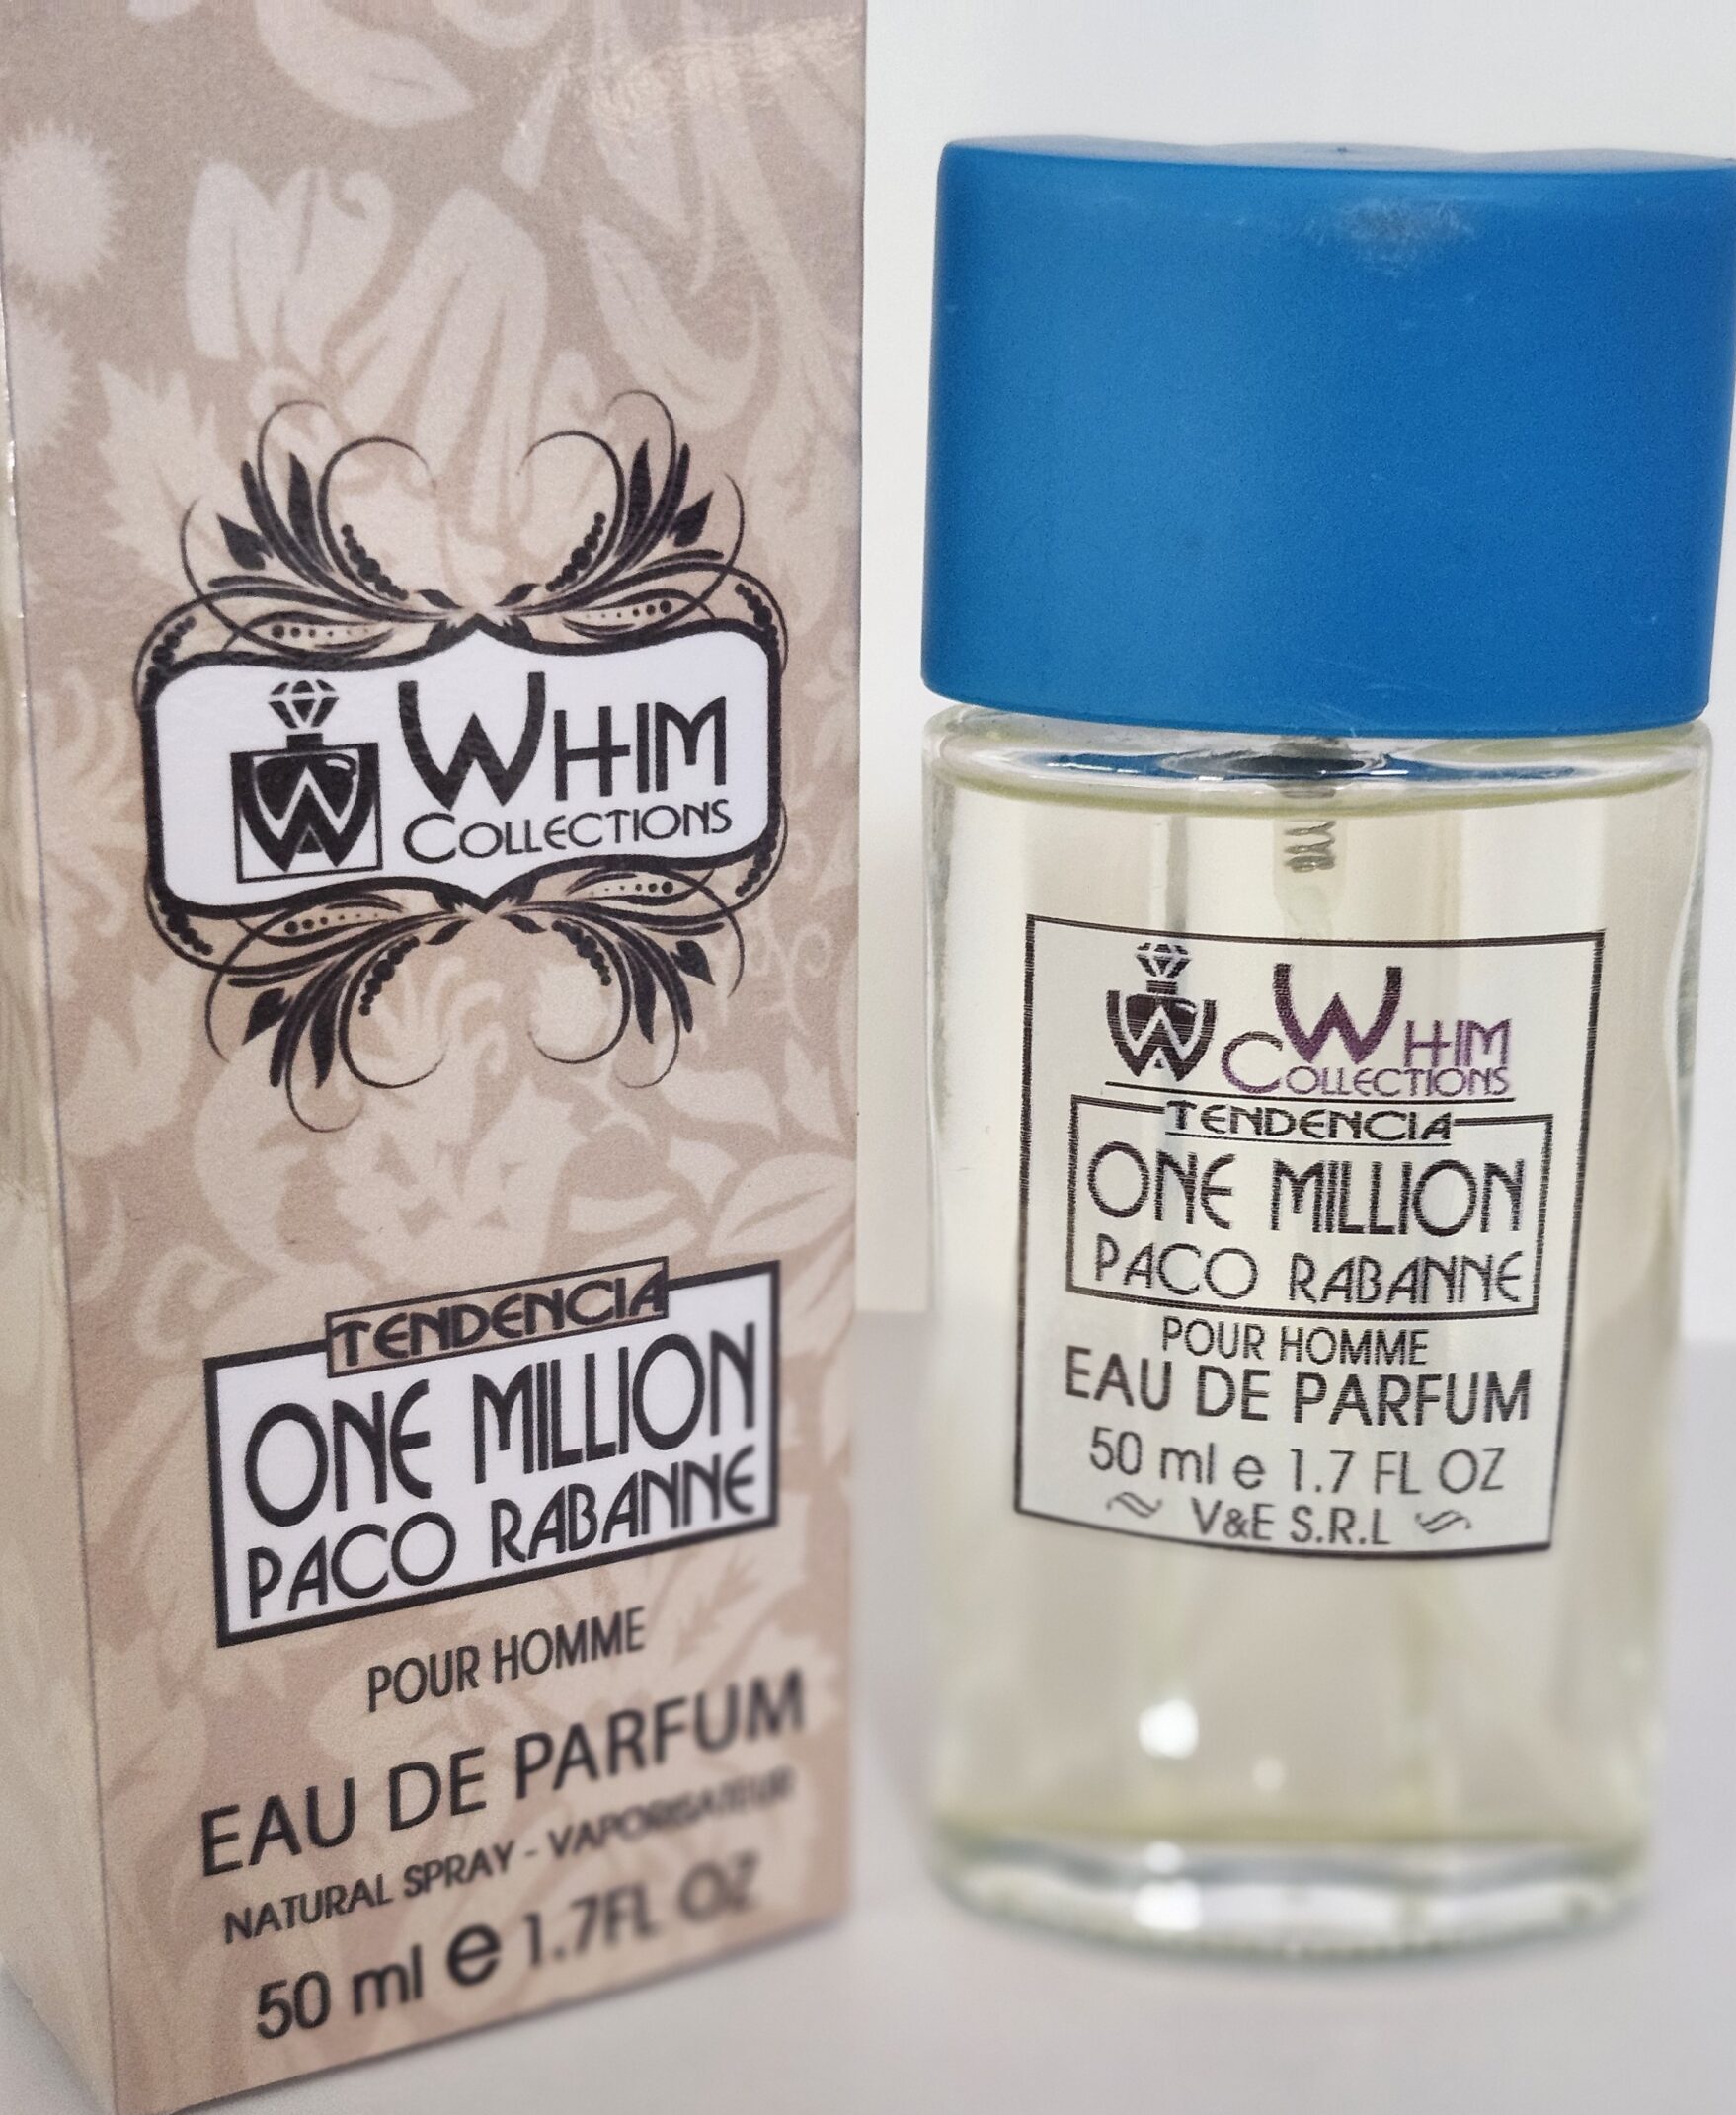 WHIM
COLLECTIONS
TENDENCIA
ONE MILLION
PACO RABANNE
POUR HOMME
EAU DE PARFUM
NATURAL SPRAY - VAPORISATEUR
50 ml e 1.7FL OZ
WHIM
COLLECTIONS
TENDENCIA
ONE MILLION
PACO RABANNE
POUR HOMME
EAU DE PARFUM
50 ml e 1.7 FL OZ
V&E S.R.L